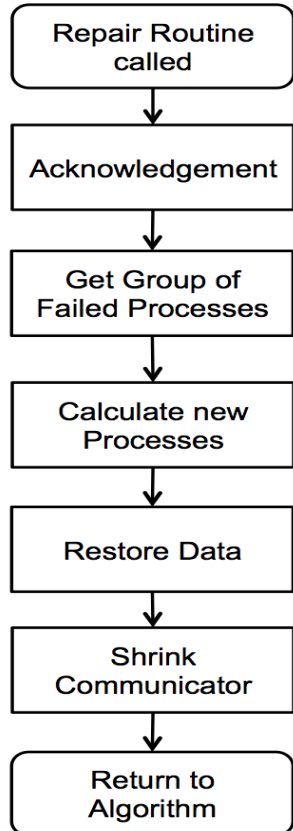 Repair Routine
called
Acknowledgement
Get Group of
Failed Processes
Calculate new
Processes
Restore Data
Shrink
Communicator
Return to
Algorithm